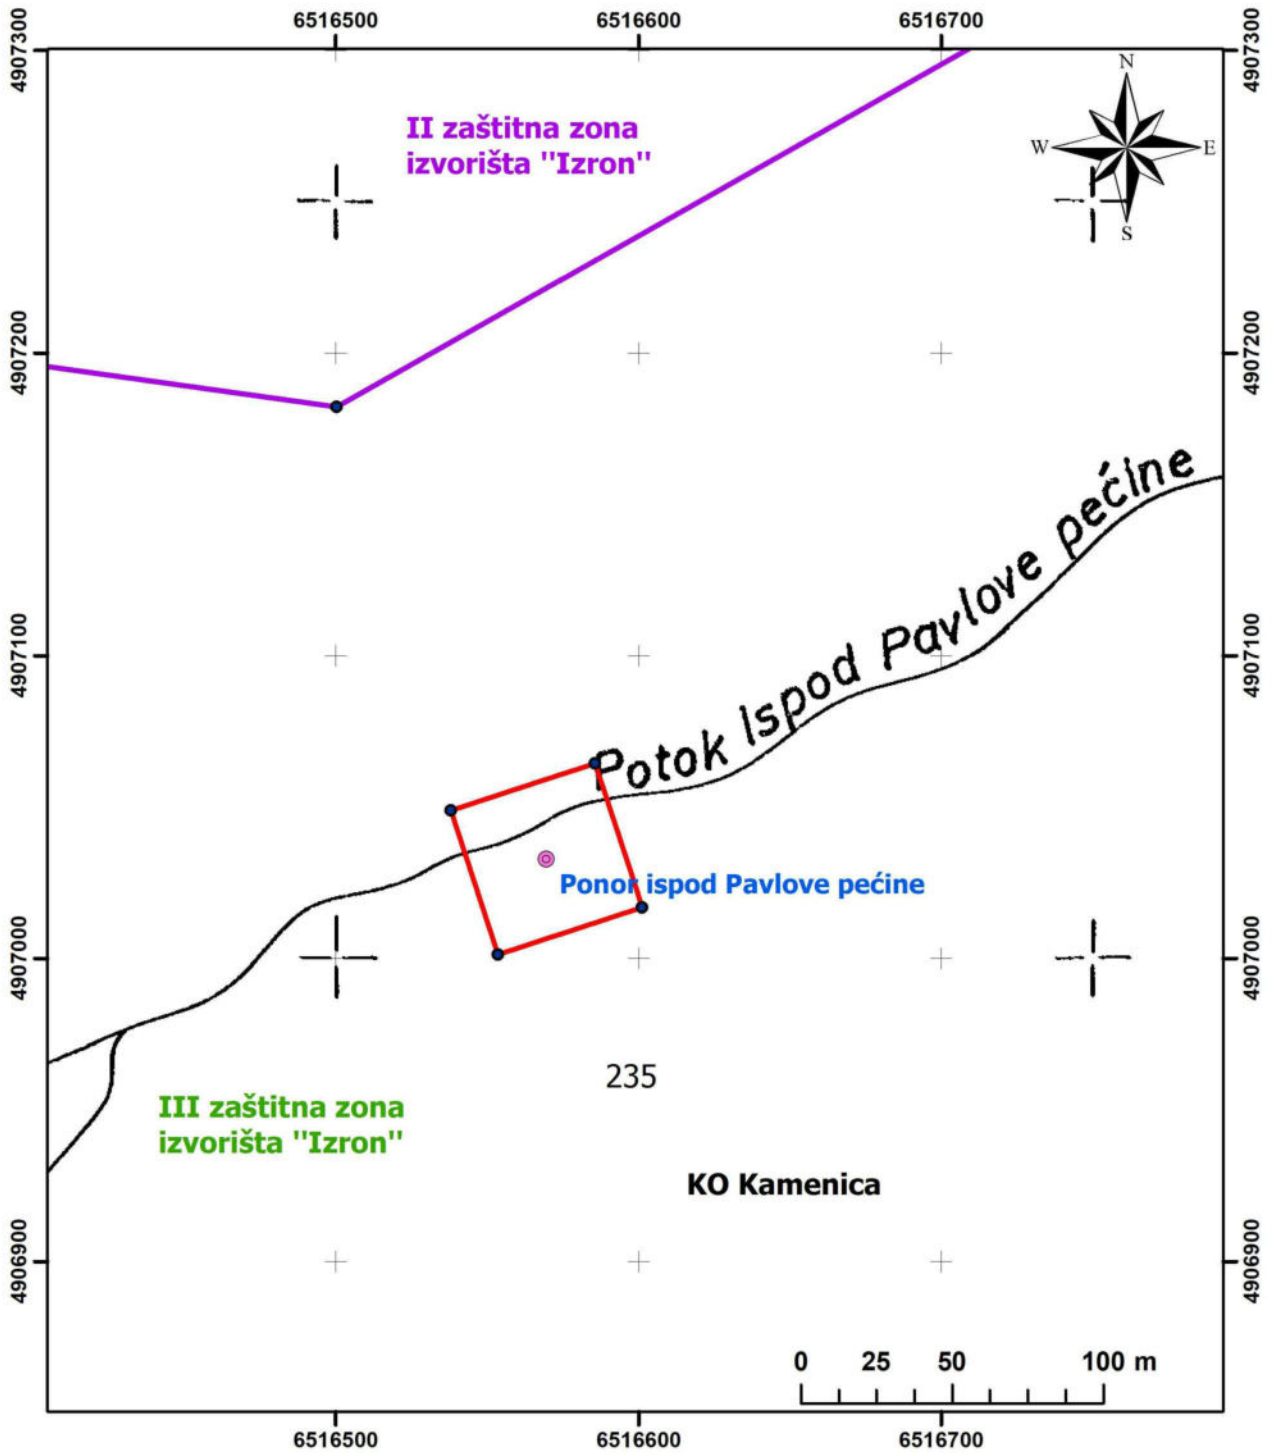 6516500 6516600 6516700
4907300 4907300
N
W E
S
II zaštitna zona
izvorišta "Izron"
4907200 4907200
Potok Ispod Pavlove pećine
4907100 4907100
Ponor ispod Pavlove pećine
4907000 4907000
235
III zaštitna zona
izvorišta "Izron"
KO Kamenica
4906900 4906900
0 25 50 100 m
6516500 6516600 6516700